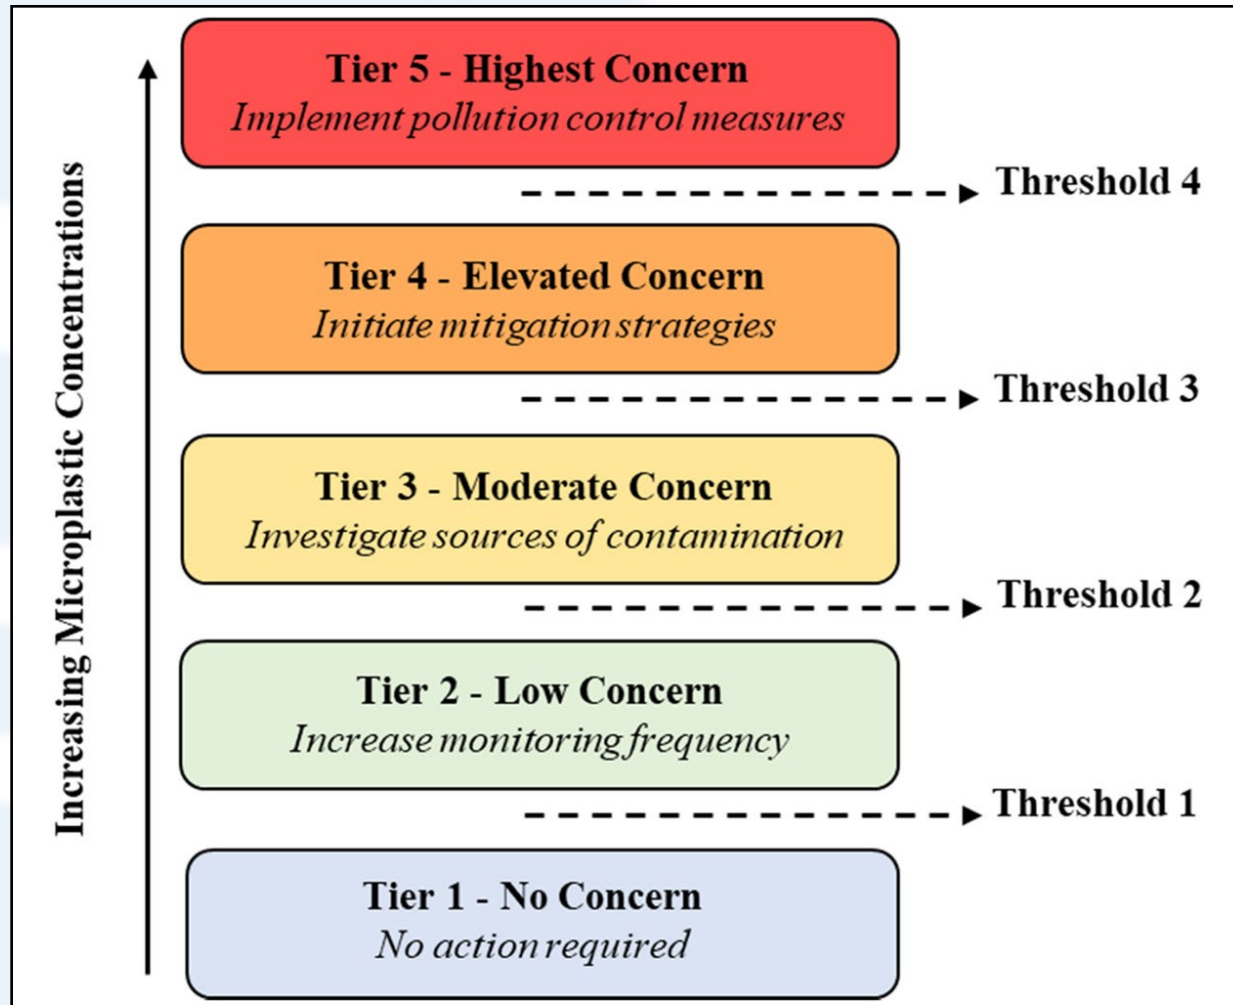 Tier 5 - Highest Concern
Implement pollution control measures
Threshold 4
Tier 4 - Elevated Concern
Initiate mitigation strategies
Threshold 3
Tier 3 - Moderate Concern
Investigate sources of contamination
Threshold 2
Tier 2 - Low Concern
Increase monitoring frequency
Threshold 1
Tier 1 - No Concern
No action required
Increasing Microplastic Concentrations